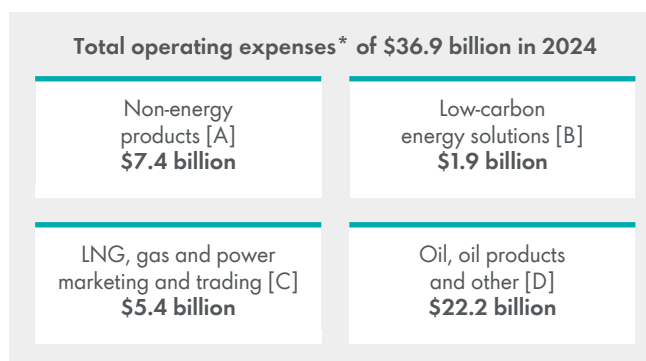 Total operating expenses* of $36.9 billion in 2024
Non-energy
products [A]
$7.4 billion
Low-carbon
energy solutions [B]
$1.9 billion
LNG, gas and power
marketing and trading [C]
$5.4 billion
Oil, oil products
and other [D]
$22.2 billion